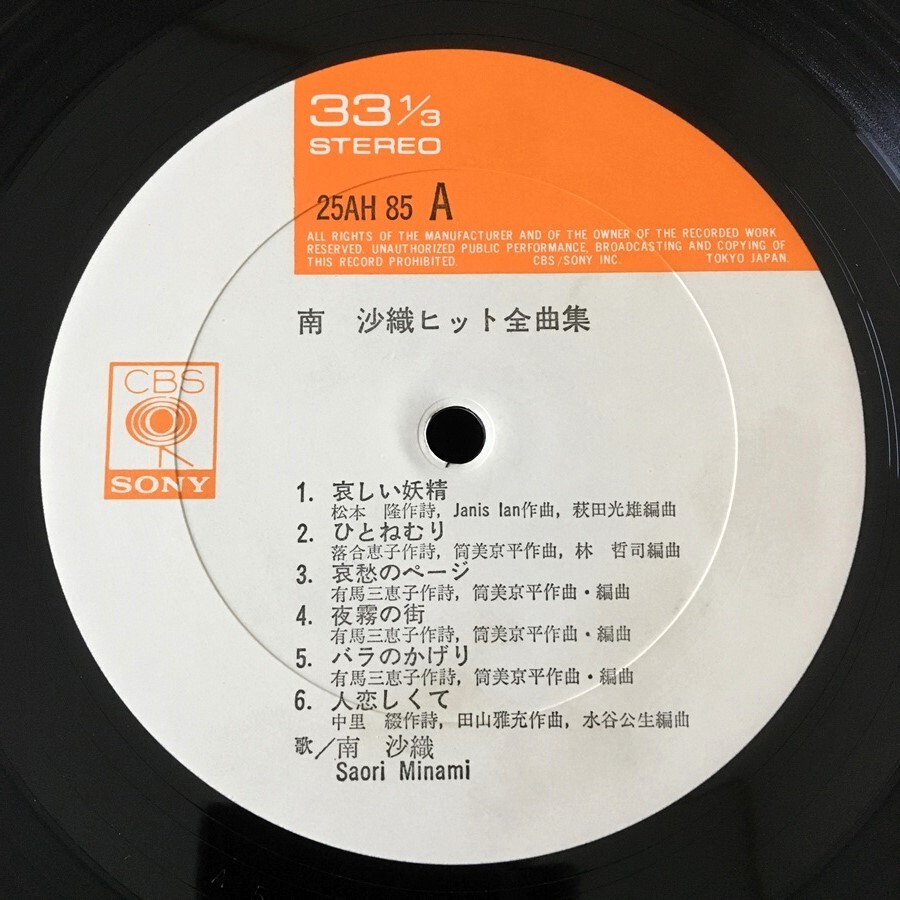 33 1/3
STEREO
25AH 85 A
ALL RIGHTS OF THE MANUFACTURER AND OF THE OWNER OF THE RECORDED WORK
RESERVED. UNAUTHORIZED PUBLIC PERFORMANCE, BROADCASTING AND COPYING OF
THIS RECORD PROHIBITED. CBS/SONY INC. TOKYO JAPAN.
南 沙織ヒット全曲集
CBS
SONY
1. 哀しい妖精
松本 隆作詩, Janis Ian作曲, 萩田光雄編曲
2. ひとねむり
落合恵子作詩, 筒美京平作曲, 林 哲司編曲
3. 哀愁のページ
有馬三恵子作詩, 筒美京平作曲・編曲
4. 夜霧の街
有馬三恵子作詩, 筒美京平作曲・編曲
5. バラのかげり
有馬三恵子作詩, 筒美京平作曲・編曲
6. 人恋しくて
中里 綴作詩, 田山雅充作曲, 水谷公生編曲
歌/南 沙織
Saori Minami